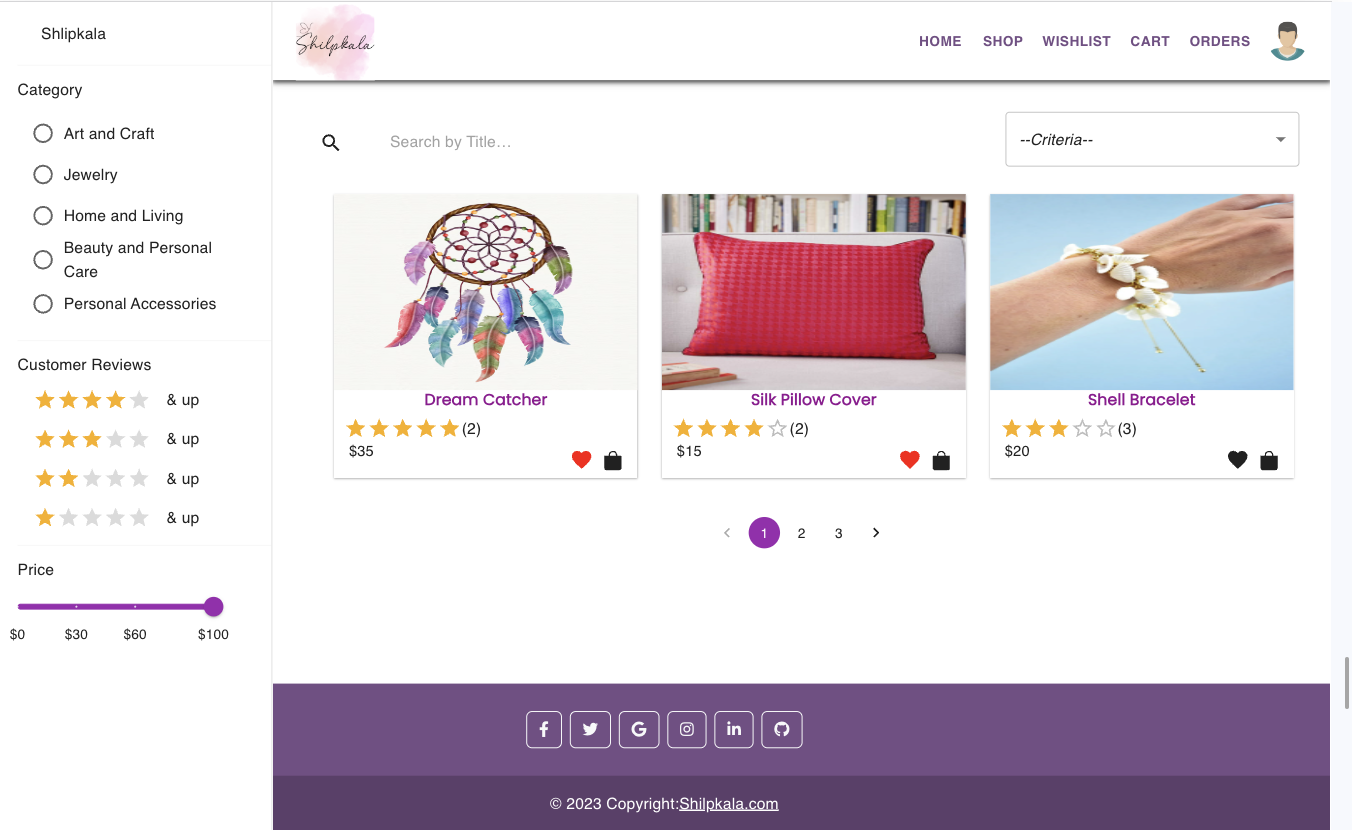 Shlipkala
Category
Art and Craft
Jewelry
Home and Living
Beauty and Personal
Care
Personal Accessories
Customer Reviews
& up
& up
& up
& up
Price
$0 $30 $60 $100
Shilpkala
HOME SHOP WISHLIST CART ORDERS
Search by Title…
--Criteria--
Dream Catcher
(2)
$35
Silk Pillow Cover
(2)
$15
Shell Bracelet
(3)
$20
1 2 3
© 2023 Copyright:Shilpkala.com